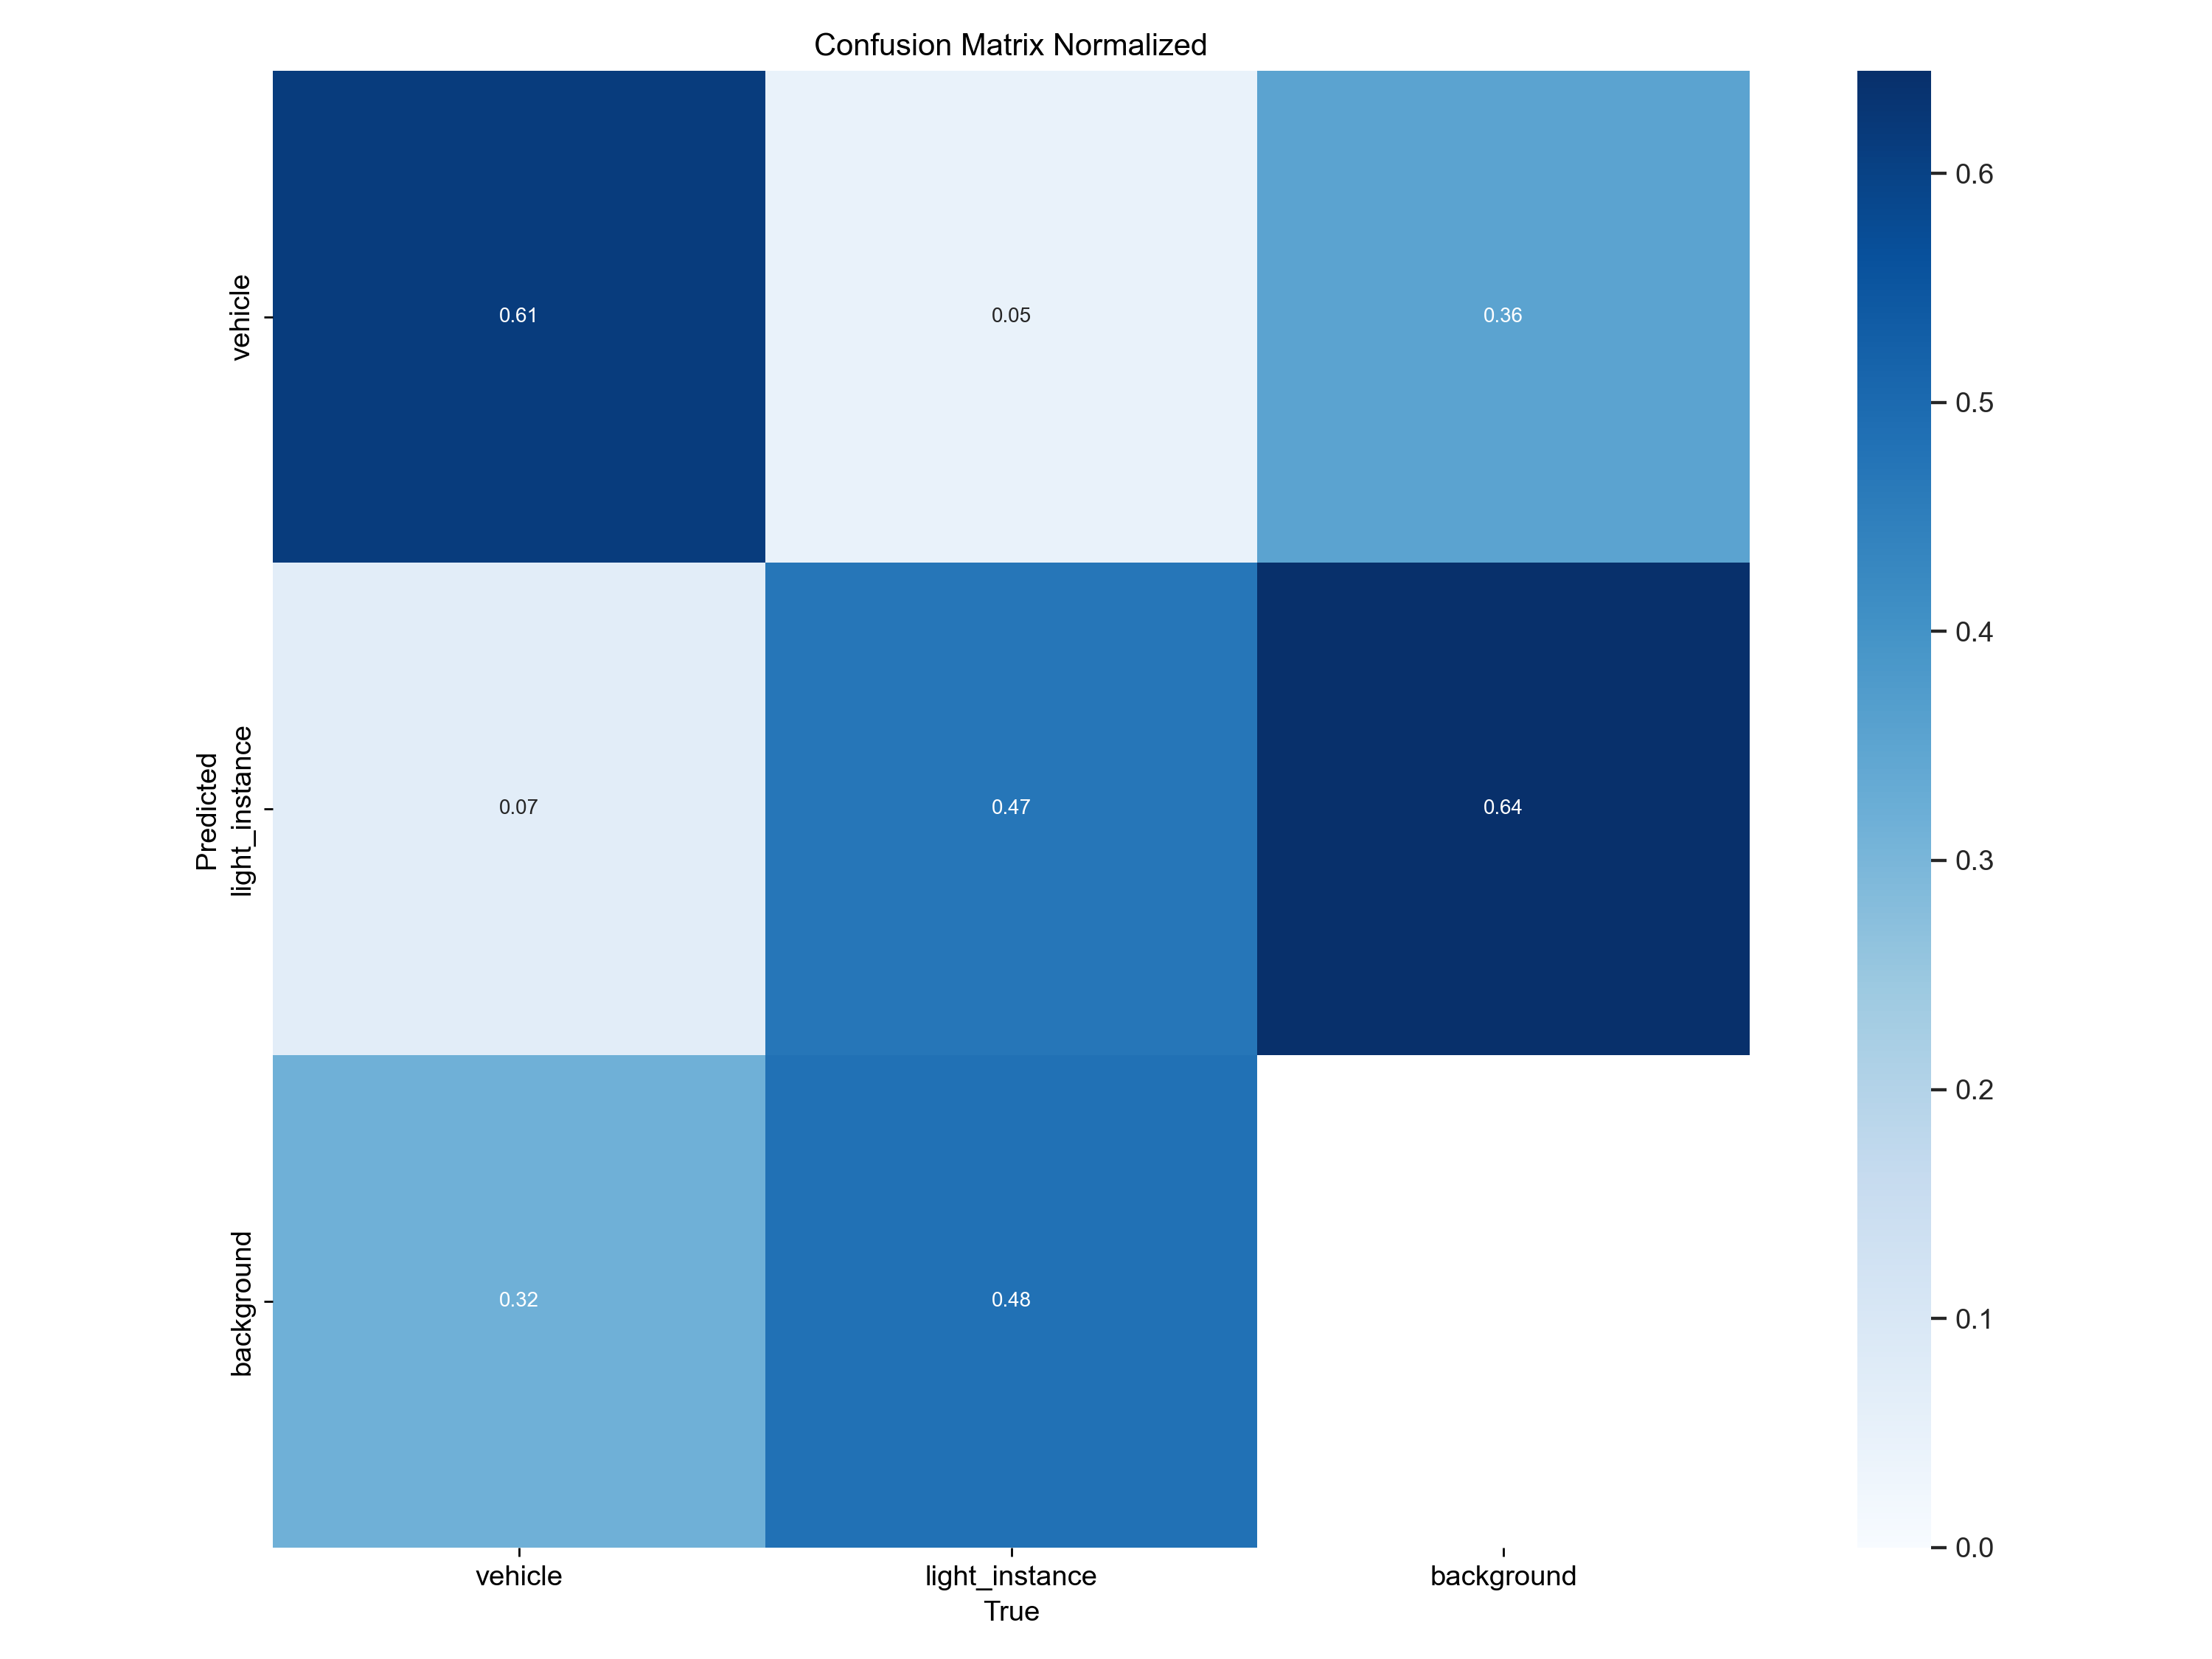 Confusion Matrix Normalized
vehicle
0.61
0.05
0.36
Predicted
light_instance
0.07
0.47
0.64
background
0.32
0.48
vehicle
light_instance
background
True
0.6
0.5
0.4
0.3
0.2
0.1
0.0